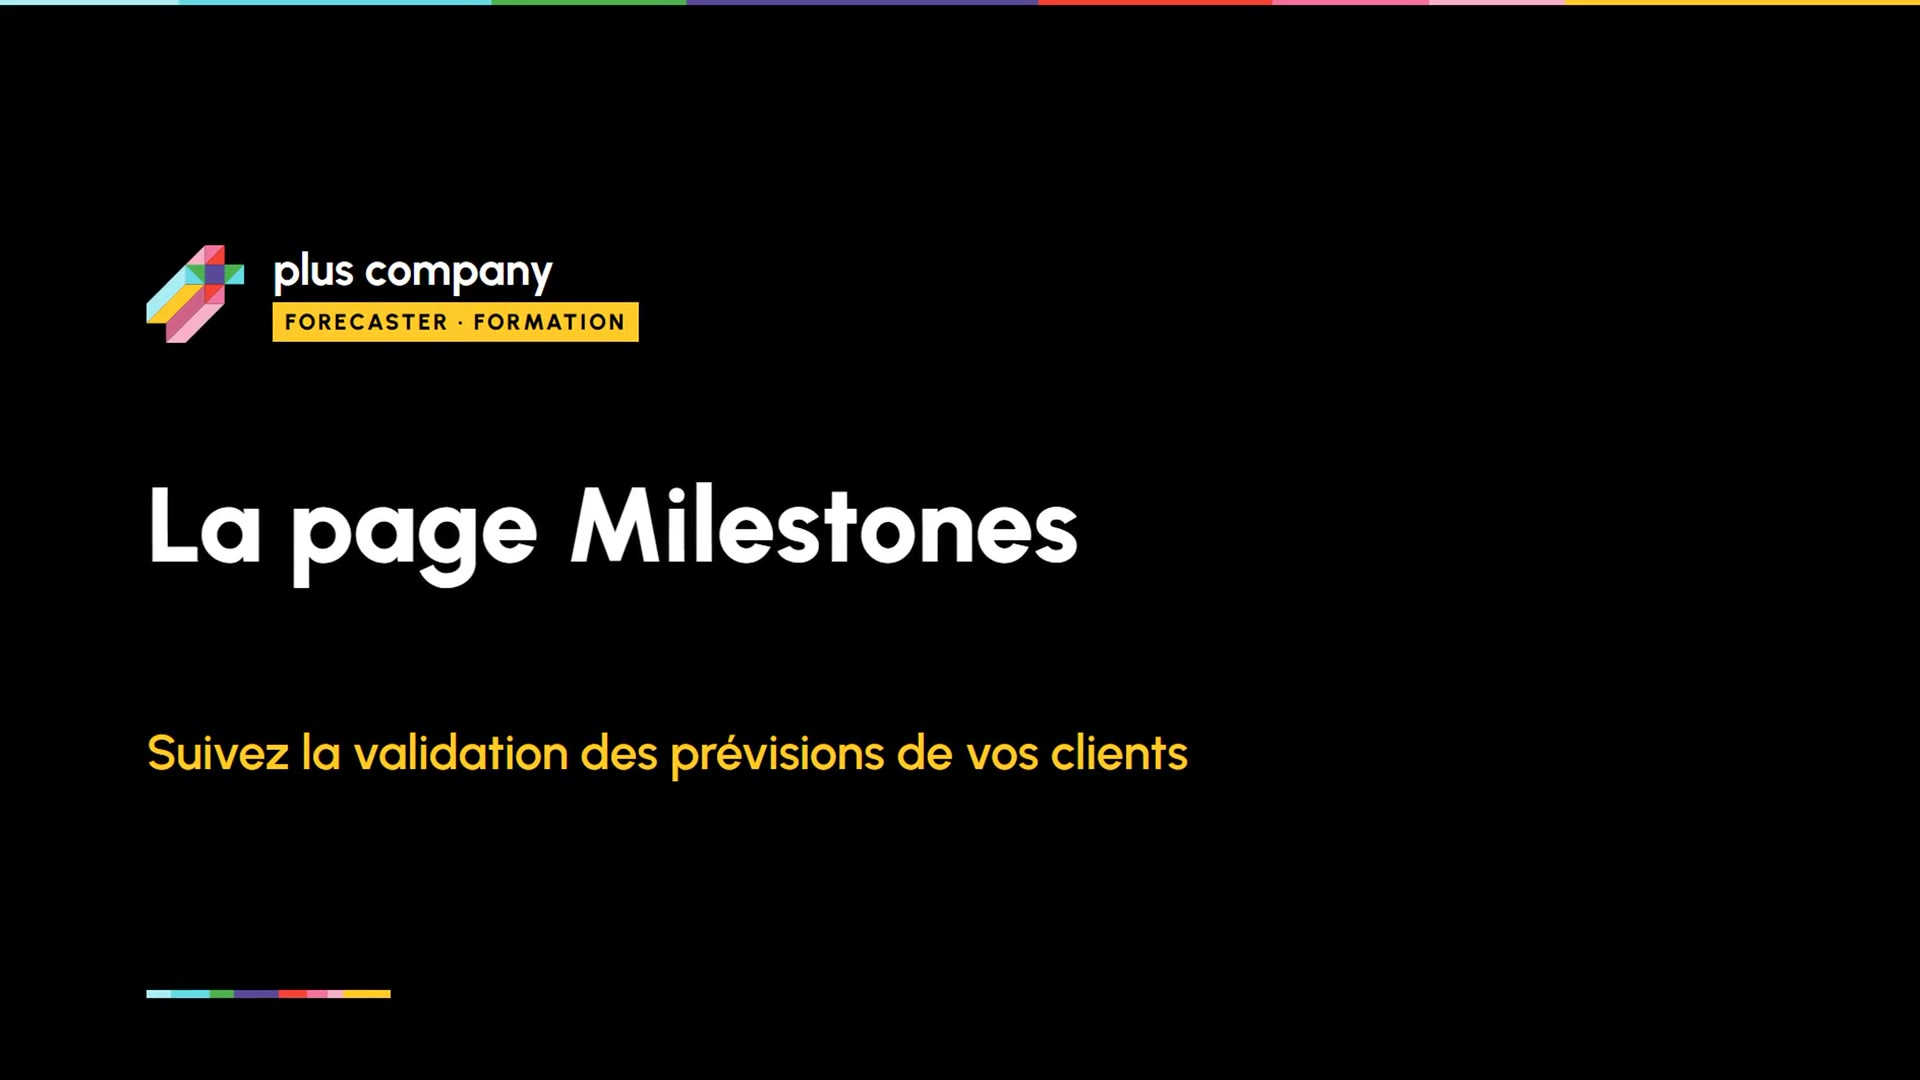 plus company
FORECASTER · FORMATION
La page Milestones
Suivez la validation des prévisions de vos clients